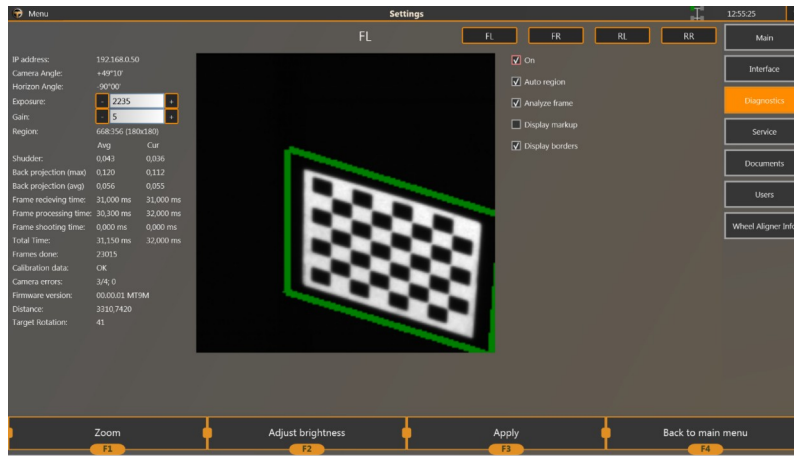 Menu
Settings
12:55:25
FL
FL FR RL RR
Main
Interface
Diagnostics
Service
Documents
Users
Wheel Aligner Info
IP address: 192.168.0.50
Camera Angle: +49°10'
Horizon Angle: -90°00'
Exposure: - 2235 +
Gain: - 5 +
Region: 668:356 (180x180)
Avg Cur
Shudder: 0,043 0,036
Back projection (max) 0,120 0,112
Back projection (avg) 0,056 0,055
Frame recieving time: 31,000 ms 31,000 ms
Frame processing time: 30,300 ms 32,000 ms
Frame shooting time: 0,000 ms 0,000 ms
Total Time: 31,150 ms 32,000 ms
Frames done: 23015
Calibration data: OK
Camera errors: 3/4; 0
Firmware version: 00.00.01 MT9M
Distance: 3310,7420
Target Rotation: 41
On
Auto region
Analyze frame
Display markup
Display borders
Zoom
F1
Adjust brightness
F2
Apply
F3
Back to main menu
F4